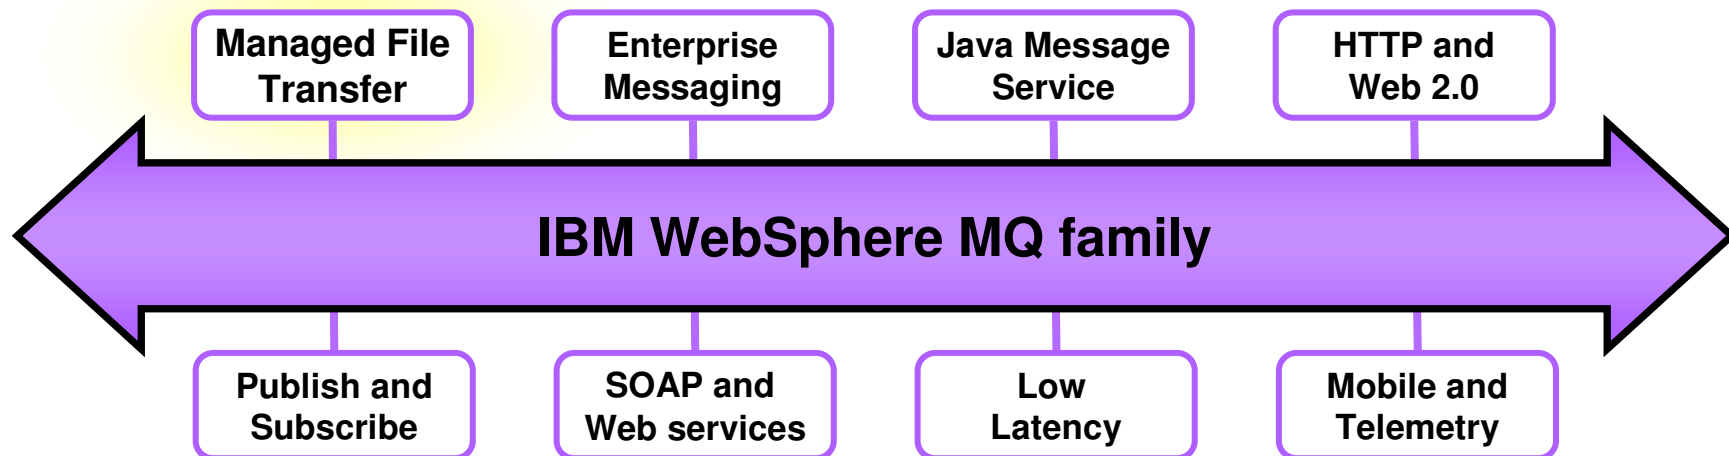 Managed File
Transfer
Enterprise
Messaging
Java Message
Service
HTTP and
Web 2.0
IBM WebSphere MQ family
Publish and
Subscribe
SOAP and
Web services
Low
Latency
Mobile and
Telemetry